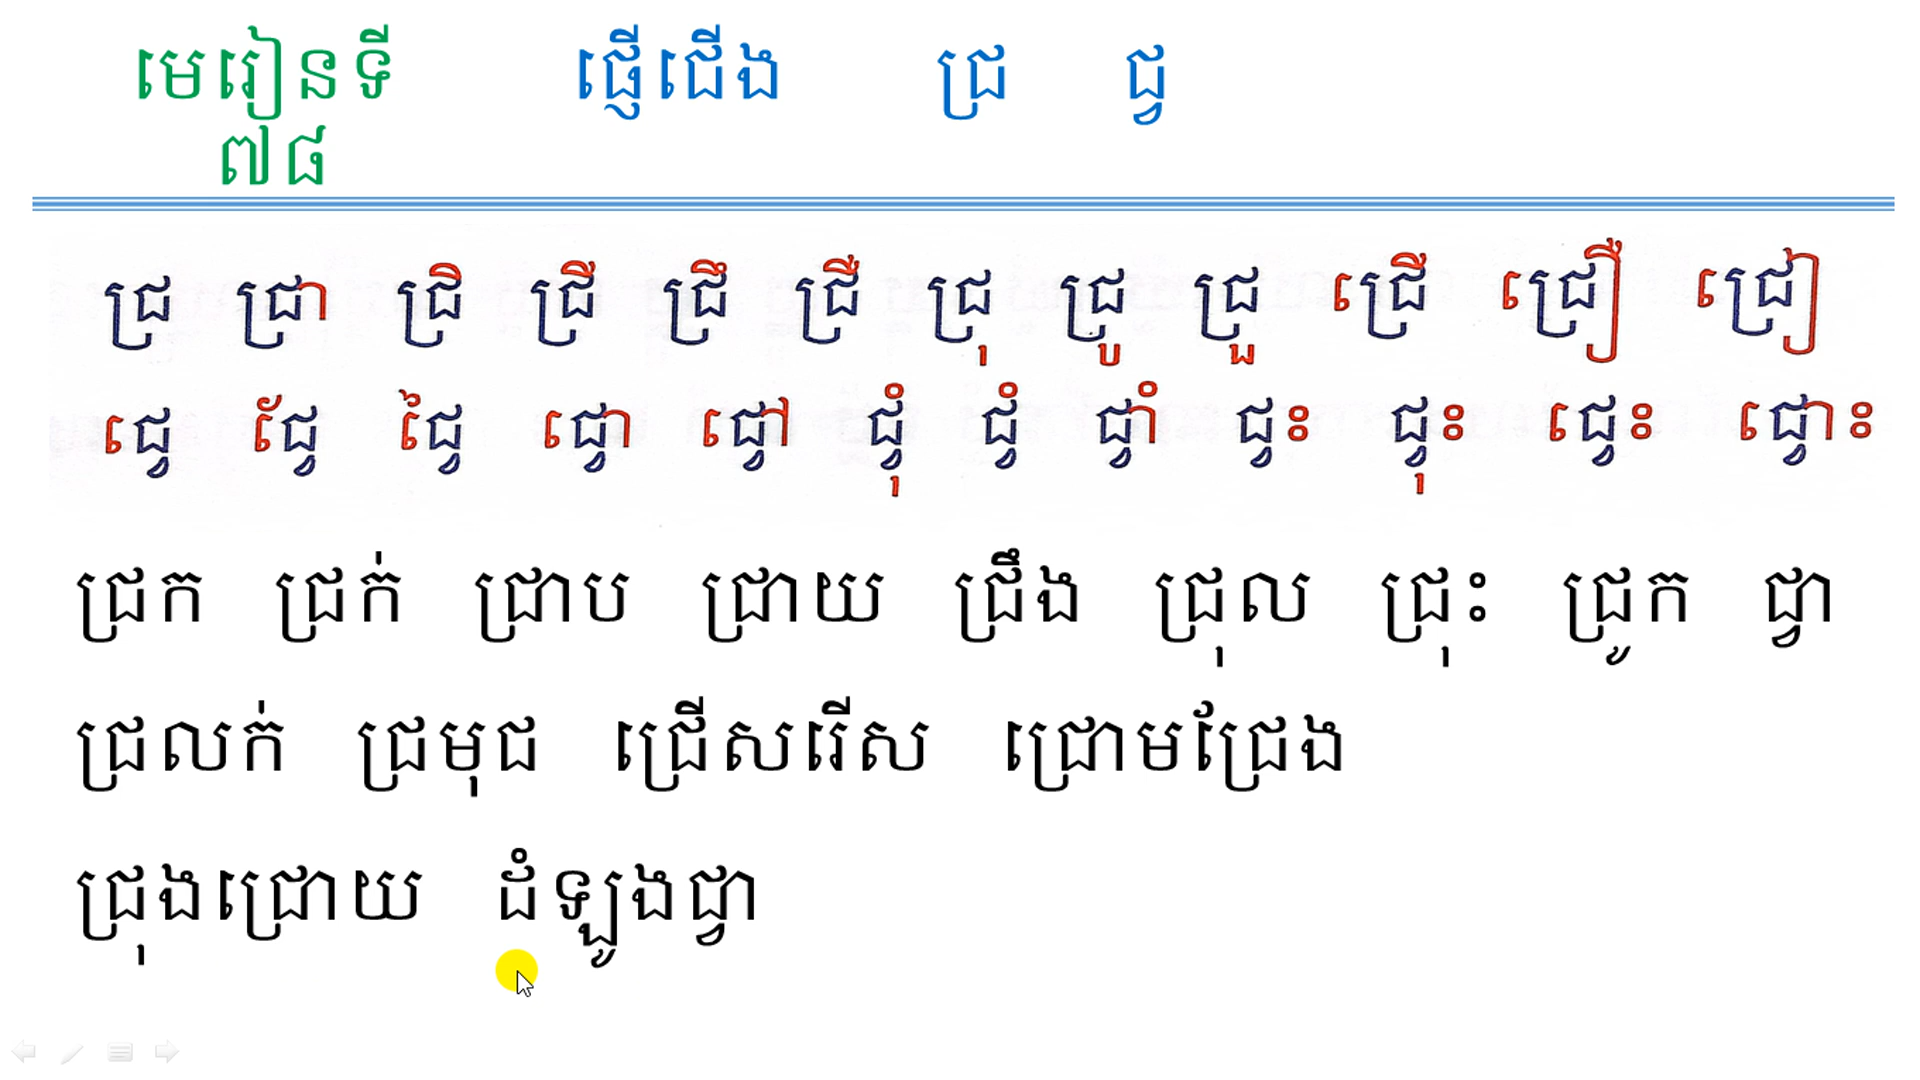 មេរៀនទី ផ្ញើជើង ជ្រ ជ្វ
៧៨
ជ្រ ជ្រា ជ្រិ ជ្រី ជ្រឹ ជ្រឺ ជ្រុ ជ្រូ ជ្រួ ជ្រើ ជ្រឿ ជ្រៀ
ជ្វេ ជ្វែ ជ្វៃ ជ្វោ ជ្វៅ ជ្វុំ ជ្វំ ជ្វាំ ជ្វះ ជ្វុះ ជ្វេះ ជ្វោះ
ជ្រក ជ្រក់ ជ្រាប ជ្រាយ ជ្រឹង ជ្រុល ជ្រុះ ជ្រូក ជ្វា
ជ្រលក់ ជ្រមុជ ជ្រើសរើស ជ្រោមជ្រែង
ជ្រុងជ្រោយ ដំឡូងជ្វា